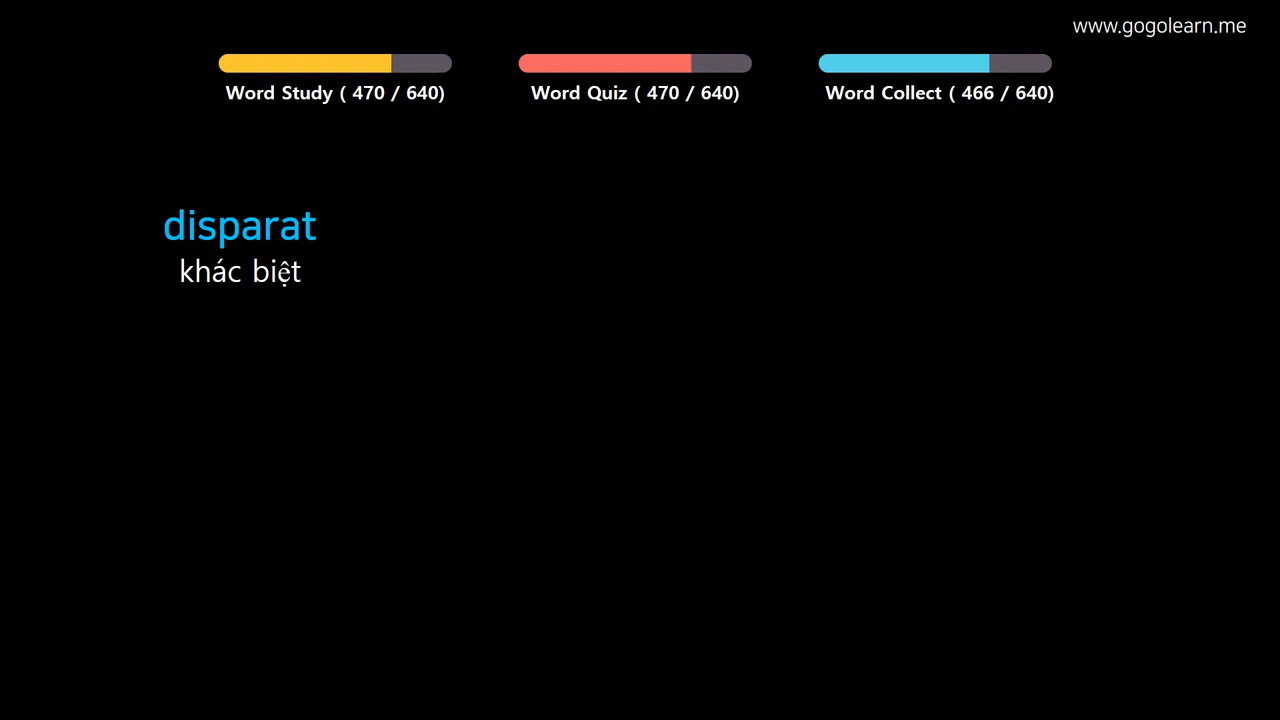 www.gogolearn.me
Word Study ( 470 / 640)
Word Quiz ( 470 / 640)
Word Collect ( 466 / 640)
disparat
khác biệt